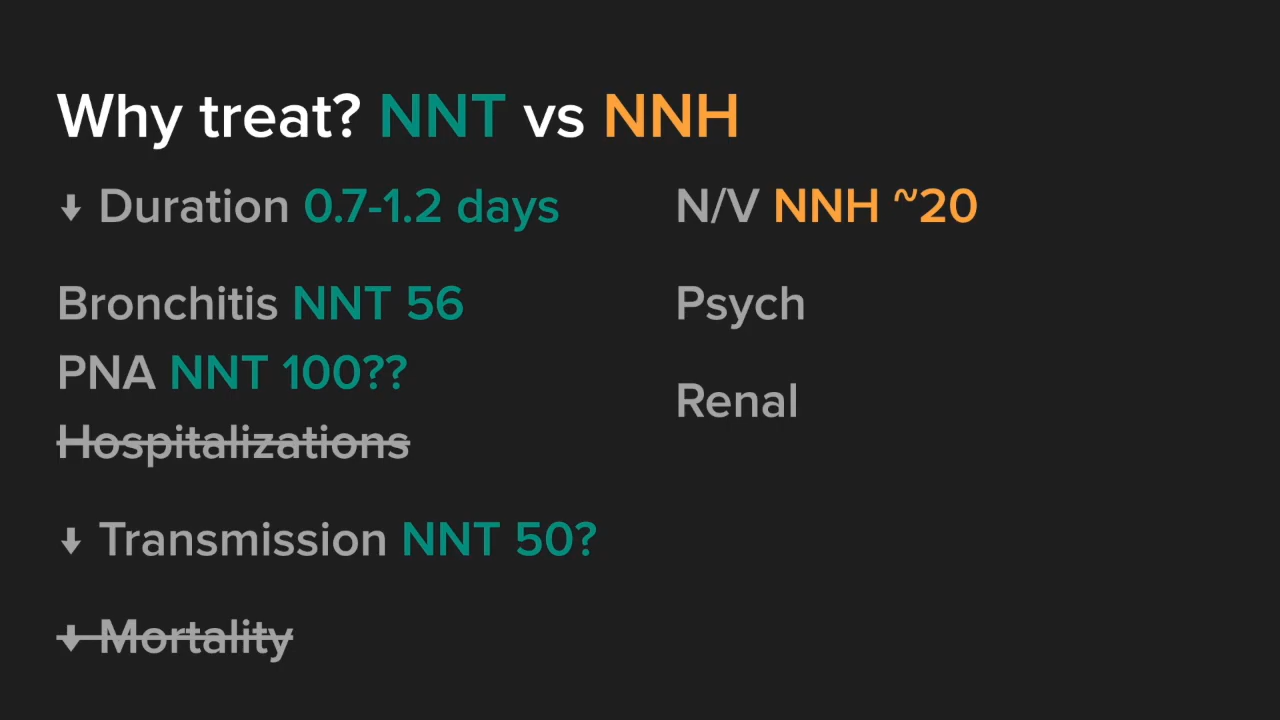 Why treat? NNT vs NNH
↓ Duration 0.7-1.2 days
Bronchitis NNT 56
PNA NNT 100??
Hospitalizations
↓ Transmission NNT 50?
↓ Mortality
N/V NNH ~20
Psych
Renal